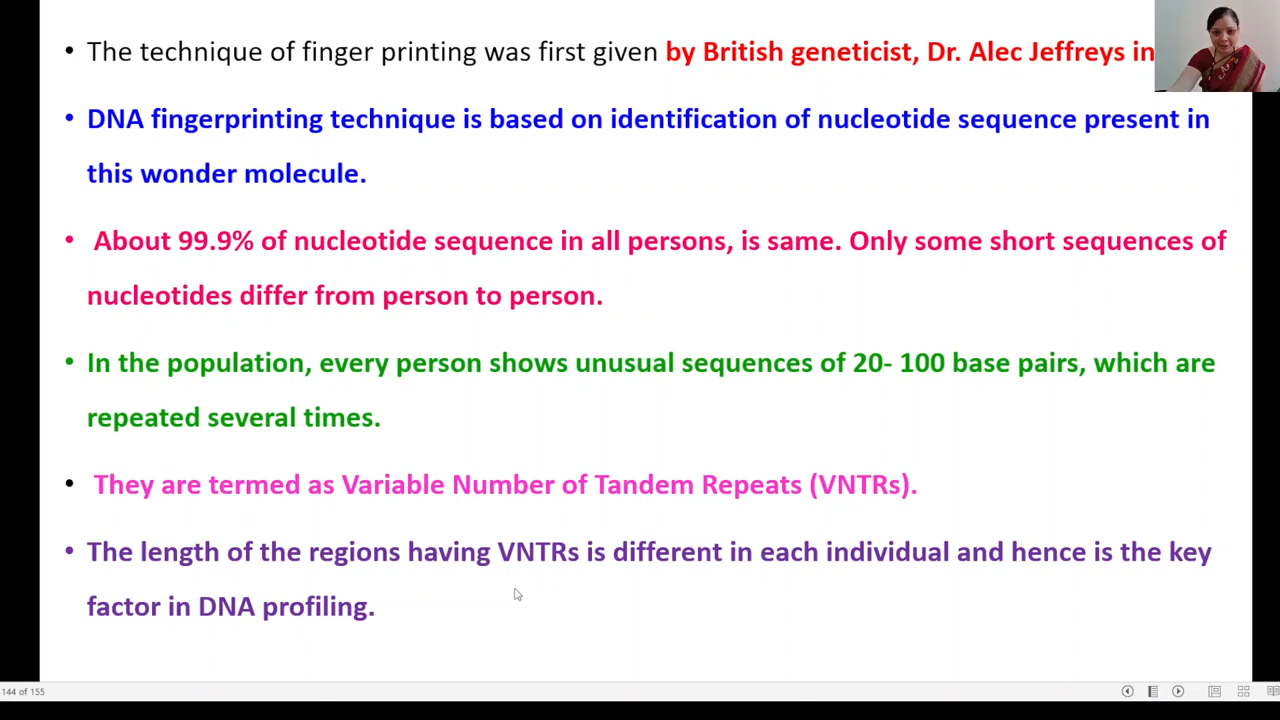 • The technique of finger printing was first given by British geneticist, Dr. Alec Jeffreys in
• DNA fingerprinting technique is based on identification of nucleotide sequence present in
this wonder molecule.
• About 99.9% of nucleotide sequence in all persons, is same. Only some short sequences of
nucleotides differ from person to person.
• In the population, every person shows unusual sequences of 20- 100 base pairs, which are
repeated several times.
• They are termed as Variable Number of Tandem Repeats (VNTRs).
• The length of the regions having VNTRs is different in each individual and hence is the key
factor in DNA profiling.
144 of 155